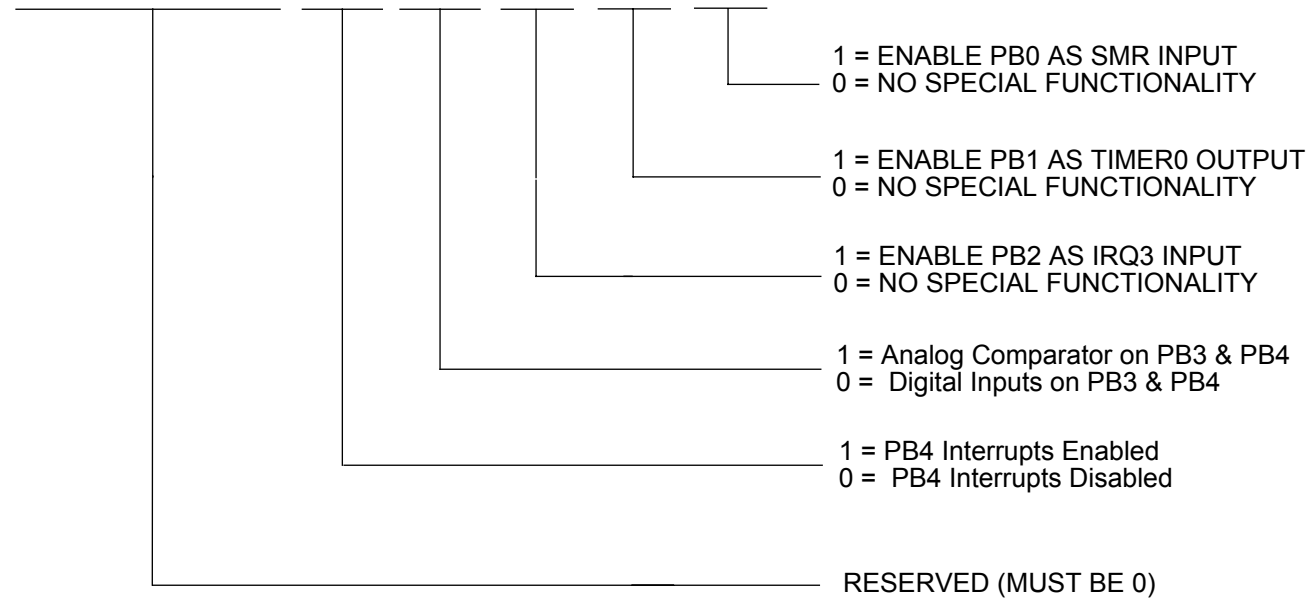 1 = ENABLE PB0 AS SMR INPUT
0 = NO SPECIAL FUNCTIONALITY
1 = ENABLE PB1 AS TIMER0 OUTPUT
0 = NO SPECIAL FUNCTIONALITY
1 = ENABLE PB2 AS IRQ3 INPUT
0 = NO SPECIAL FUNCTIONALITY
1 = Analog Comparator on PB3 & PB4
0 = Digital Inputs on PB3 & PB4
1 = PB4 Interrupts Enabled
0 = PB4 Interrupts Disabled
RESERVED (MUST BE 0)